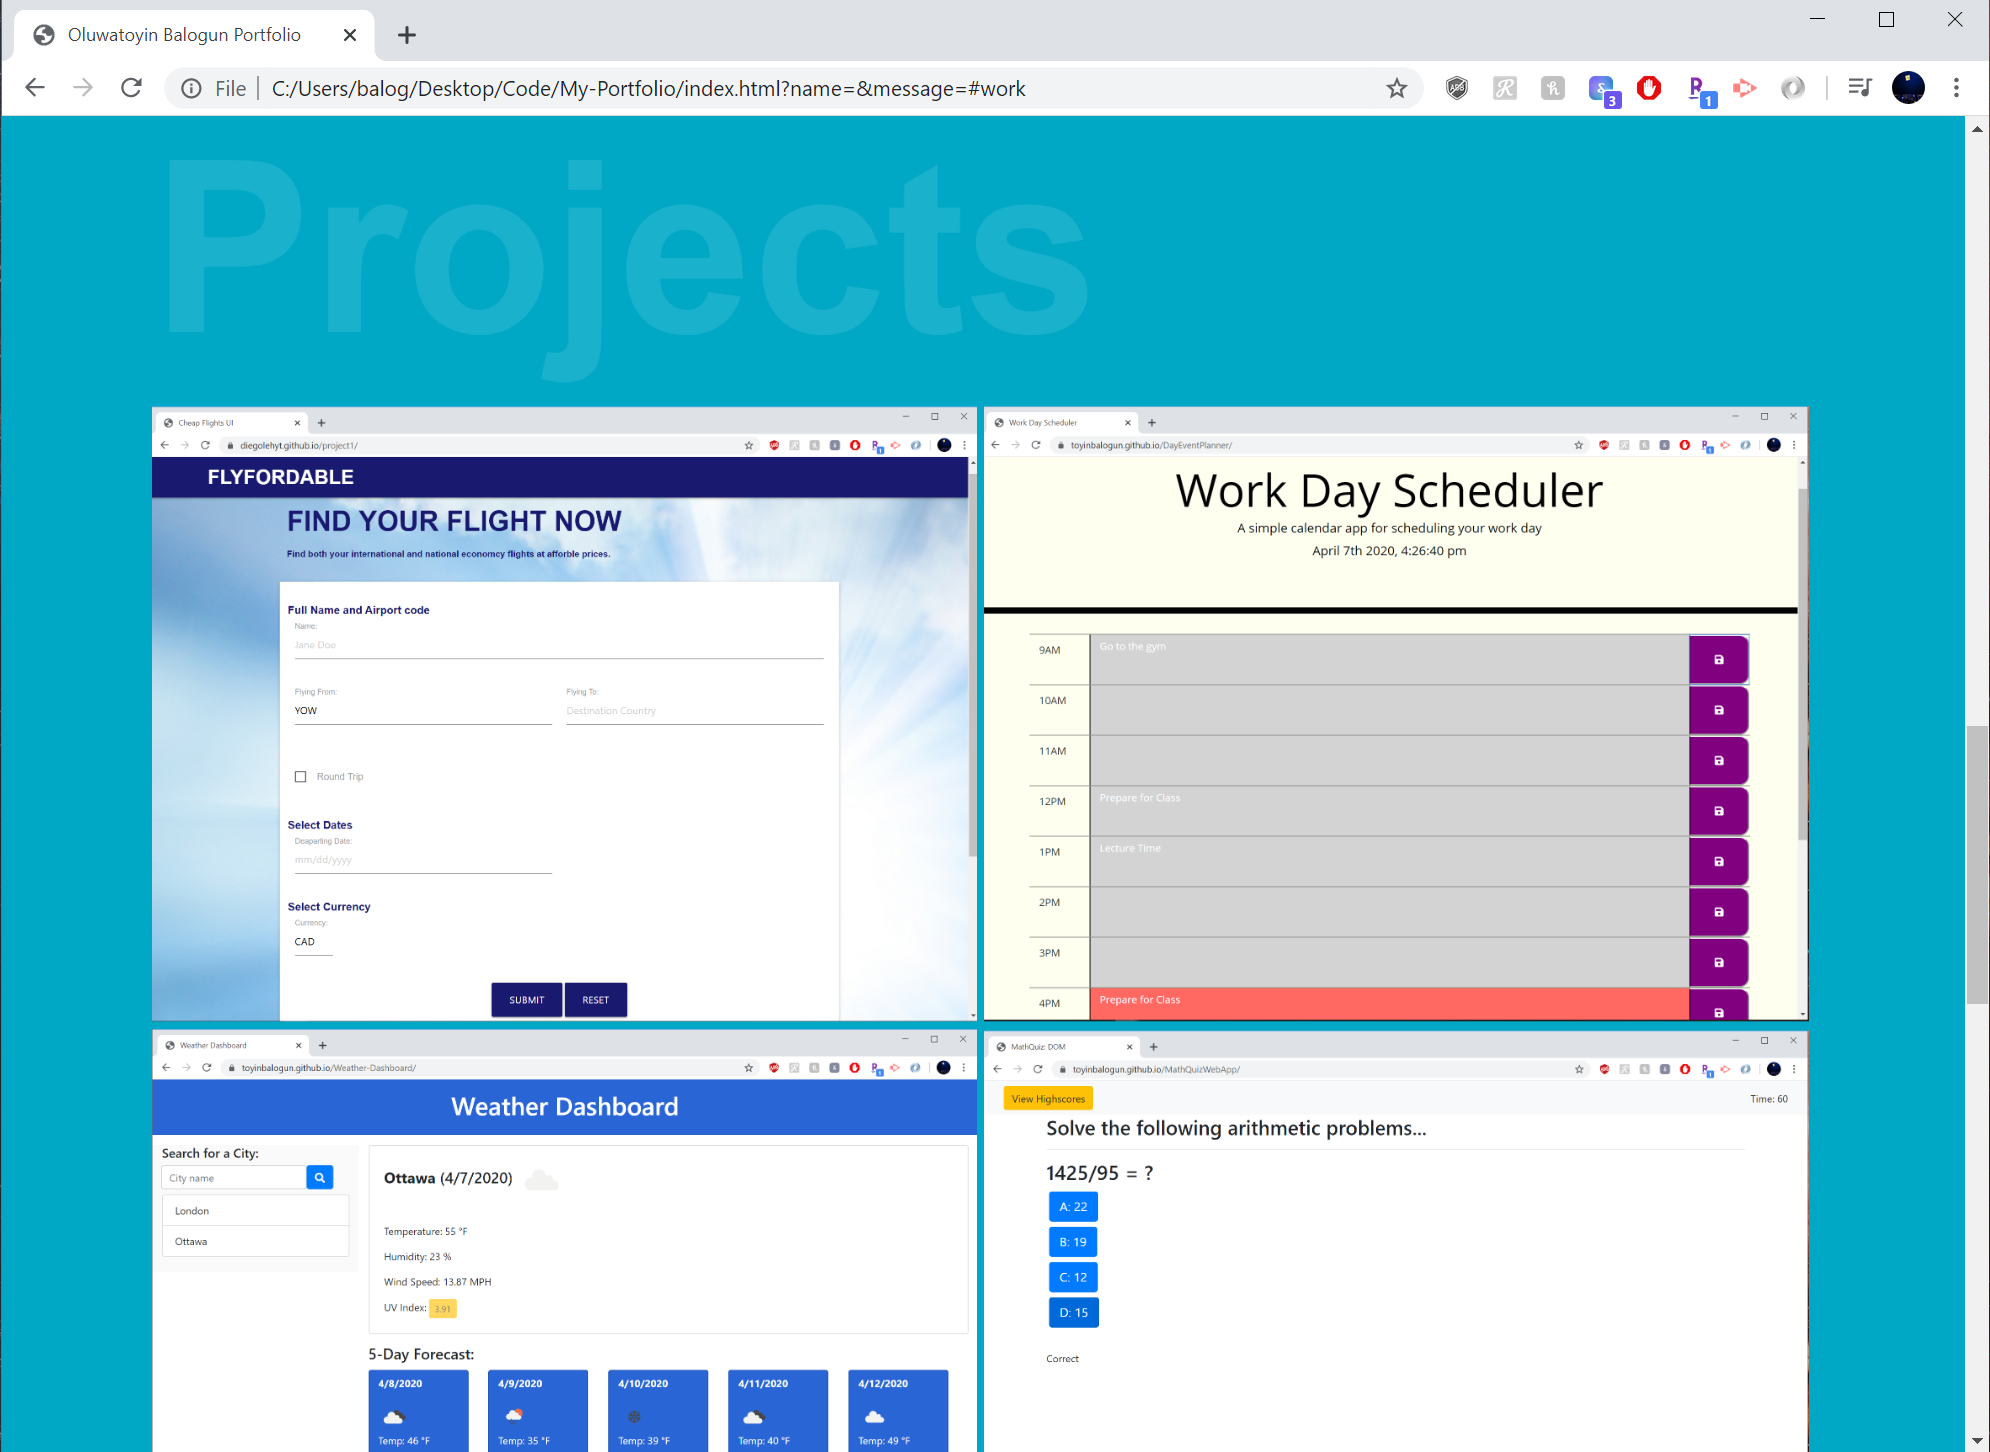 Oluwatoyin Balogun Portfolio
File C:/Users/balog/Desktop/Code/My-Portfolio/index.html?name=&message=#work
3
1
Projects
Cheap Flights UI
diegolehyt.github.io/project1/
FLYFORDABLE
FIND YOUR FLIGHT NOW
Find both your international and national economcy flights at afforble prices.
Full Name and Airport code
Name:
Jane Doe
Flying From:
Flying To:
YOW
Destination Country
Round Trip
Select Dates
Deaparting Date:
mm/dd/yyyy
Select Currency
Currency:
CAD
SUBMIT
RESET
Work Day Scheduler
toyinbalogun.github.io/DayEventPlanner/
Work Day Scheduler
A simple calendar app for scheduling your work day
April 7th 2020, 4:26:40 pm
9AM Go to the gym
10AM
11AM
12PM Prepare for Class
1PM Lecture Time
2PM
3PM
4PM Prepare for Class
Weather Dashboard
toyinbalogun.github.io/Weather-Dashboard/
Weather Dashboard
Search for a City:
City name
London
Ottawa
Ottawa (4/7/2020)
Temperature: 55 °F
Humidity: 23 %
Wind Speed: 13.87 MPH
UV Index: 3.91
5-Day Forecast:
4/8/2020
Temp: 46 °F
4/9/2020
Temp: 35 °F
4/10/2020
Temp: 39 °F
4/11/2020
Temp: 40 °F
4/12/2020
Temp: 49 °F
MathQuiz: DOM
toyinbalogun.github.io/MathQuizWebApp/
View Highscores
Time: 60
Solve the following arithmetic problems...
1425/95 = ?
A: 22
B: 19
C: 12
D: 15
Correct